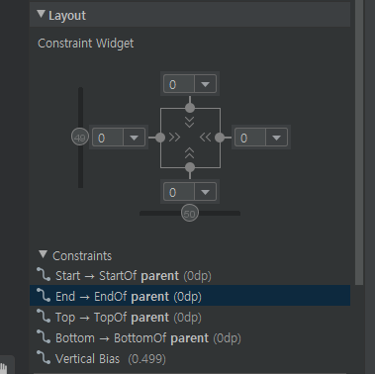 Layout
Constraint Widget
0
49
0
0
0
50
Constraints
Start → StartOf parent (0dp)
End → EndOf parent (0dp)
Top → TopOf parent (0dp)
Bottom → BottomOf parent (0dp)
Vertical Bias (0.499)